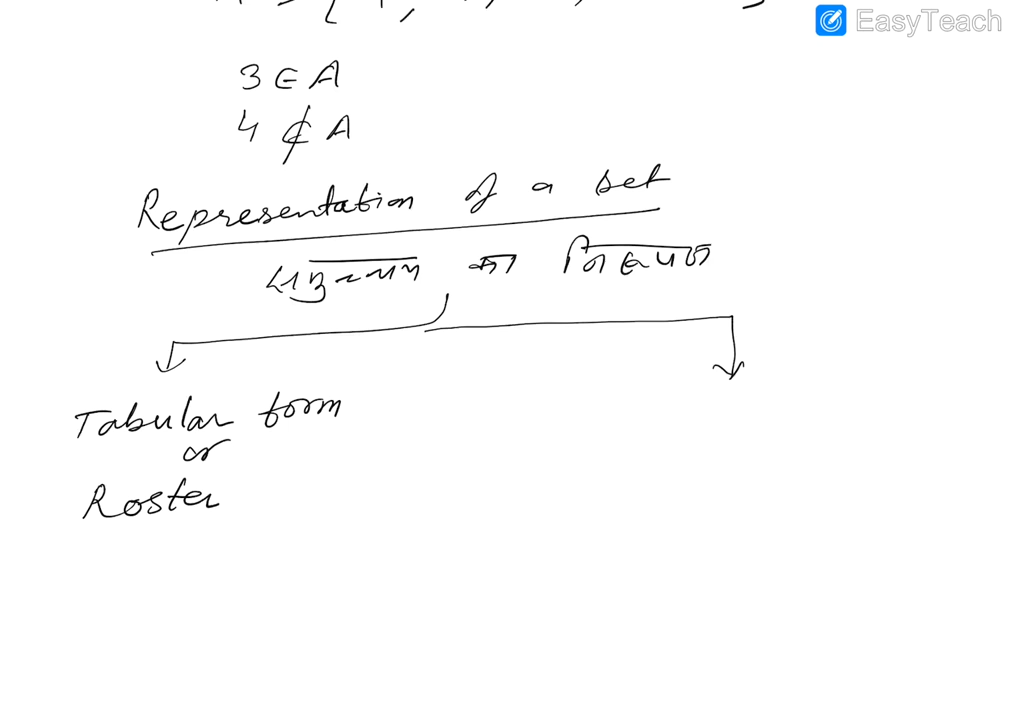 EasyTeach
3 ∈ A
4 ∉ A
Representation of a set
समुच्चय का निरूपण
Tabular form
or
Roster